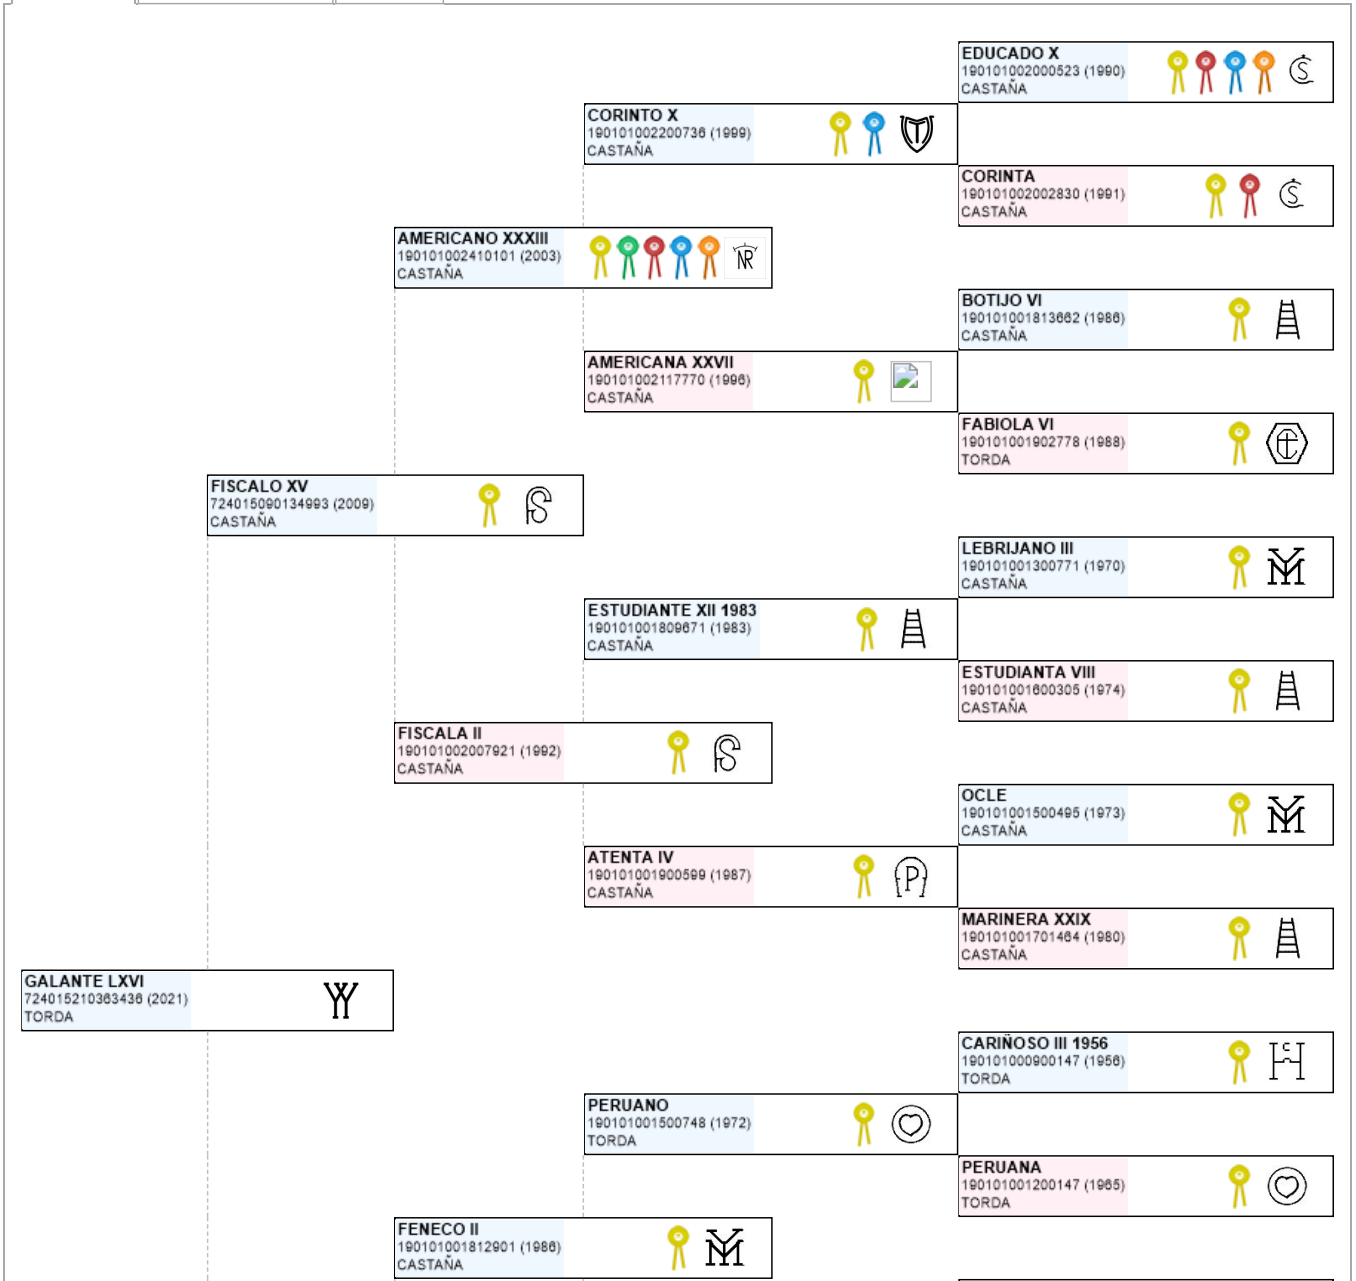 EDUCADO X
190101002000523 (1990)
CASTAÑA
CORINTO X
190101002200736 (1999)
CASTAÑA
CORINTA
190101002002830 (1991)
CASTAÑA
AMERICANO XXXIII
190101002410101 (2003)
CASTAÑA
BOTIJO VI
190101001813662 (1986)
CASTAÑA
AMERICANA XXVII
190101002117770 (1996)
CASTAÑA
FABIOLA VI
190101001902778 (1988)
TORDA
FISCALO XV
724015090134993 (2009)
CASTAÑA
LEBRIJANO III
190101001300771 (1970)
CASTAÑA
ESTUDIANTE XII 1983
190101001809671 (1983)
CASTAÑA
ESTUDIANTA VIII
190101001600305 (1974)
CASTAÑA
FISCALA II
190101002007921 (1992)
CASTAÑA
OCLE
190101001500495 (1973)
CASTAÑA
ATENTA IV
190101001900599 (1987)
CASTAÑA
MARINERA XXIX
190101001701464 (1980)
CASTAÑA
GALANTE LXVI
724015210363436 (2021)
TORDA
CARIÑOSO III 1956
190101000900147 (1956)
TORDA
PERUANO
190101001500748 (1972)
TORDA
PERUANA
190101001200147 (1965)
TORDA
FENECO II
190101001812901 (1986)
CASTAÑA